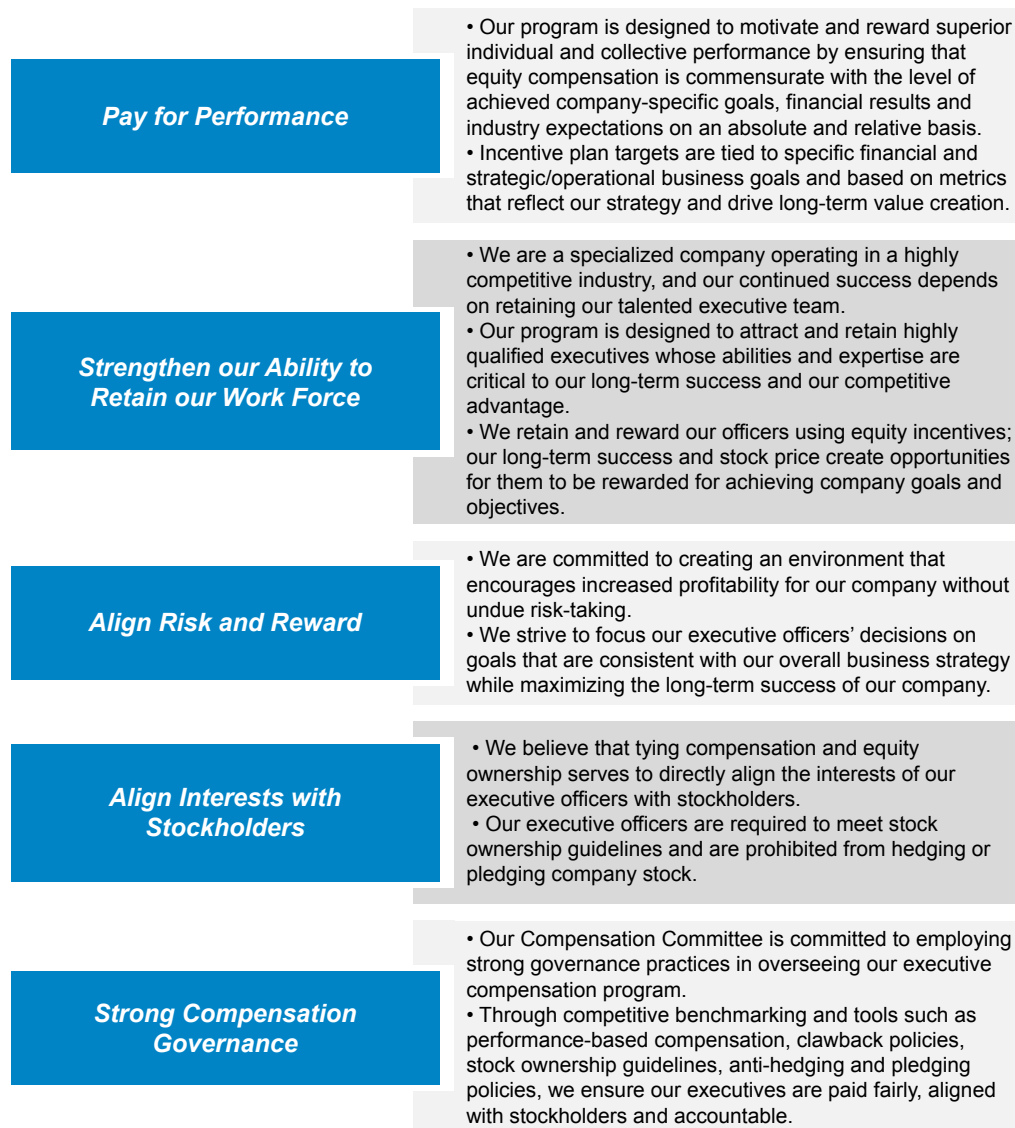 Pay for Performance
• Our program is designed to motivate and reward superior
individual and collective performance by ensuring that
equity compensation is commensurate with the level of
achieved company-specific goals, financial results and
industry expectations on an absolute and relative basis.
• Incentive plan targets are tied to specific financial and
strategic/operational business goals and based on metrics
that reflect our strategy and drive long-term value creation.
Strengthen our Ability to
Retain our Work Force
• We are a specialized company operating in a highly
competitive industry, and our continued success depends
on retaining our talented executive team.
• Our program is designed to attract and retain highly
qualified executives whose abilities and expertise are
critical to our long-term success and our competitive
advantage.
• We retain and reward our officers using equity incentives;
our long-term success and stock price create opportunities
for them to be rewarded for achieving company goals and
objectives.
Align Risk and Reward
• We are committed to creating an environment that
encourages increased profitability for our company without
undue risk-taking.
• We strive to focus our executive officers’ decisions on
goals that are consistent with our overall business strategy
while maximizing the long-term success of our company.
Align Interests with
Stockholders
• We believe that tying compensation and equity
ownership serves to directly align the interests of our
executive officers with stockholders.
• Our executive officers are required to meet stock
ownership guidelines and are prohibited from hedging or
pledging company stock.
Strong Compensation
Governance
• Our Compensation Committee is committed to employing
strong governance practices in overseeing our executive
compensation program.
• Through competitive benchmarking and tools such as
performance-based compensation, clawback policies,
stock ownership guidelines, anti-hedging and pledging
policies, we ensure our executives are paid fairly, aligned
with stockholders and accountable.